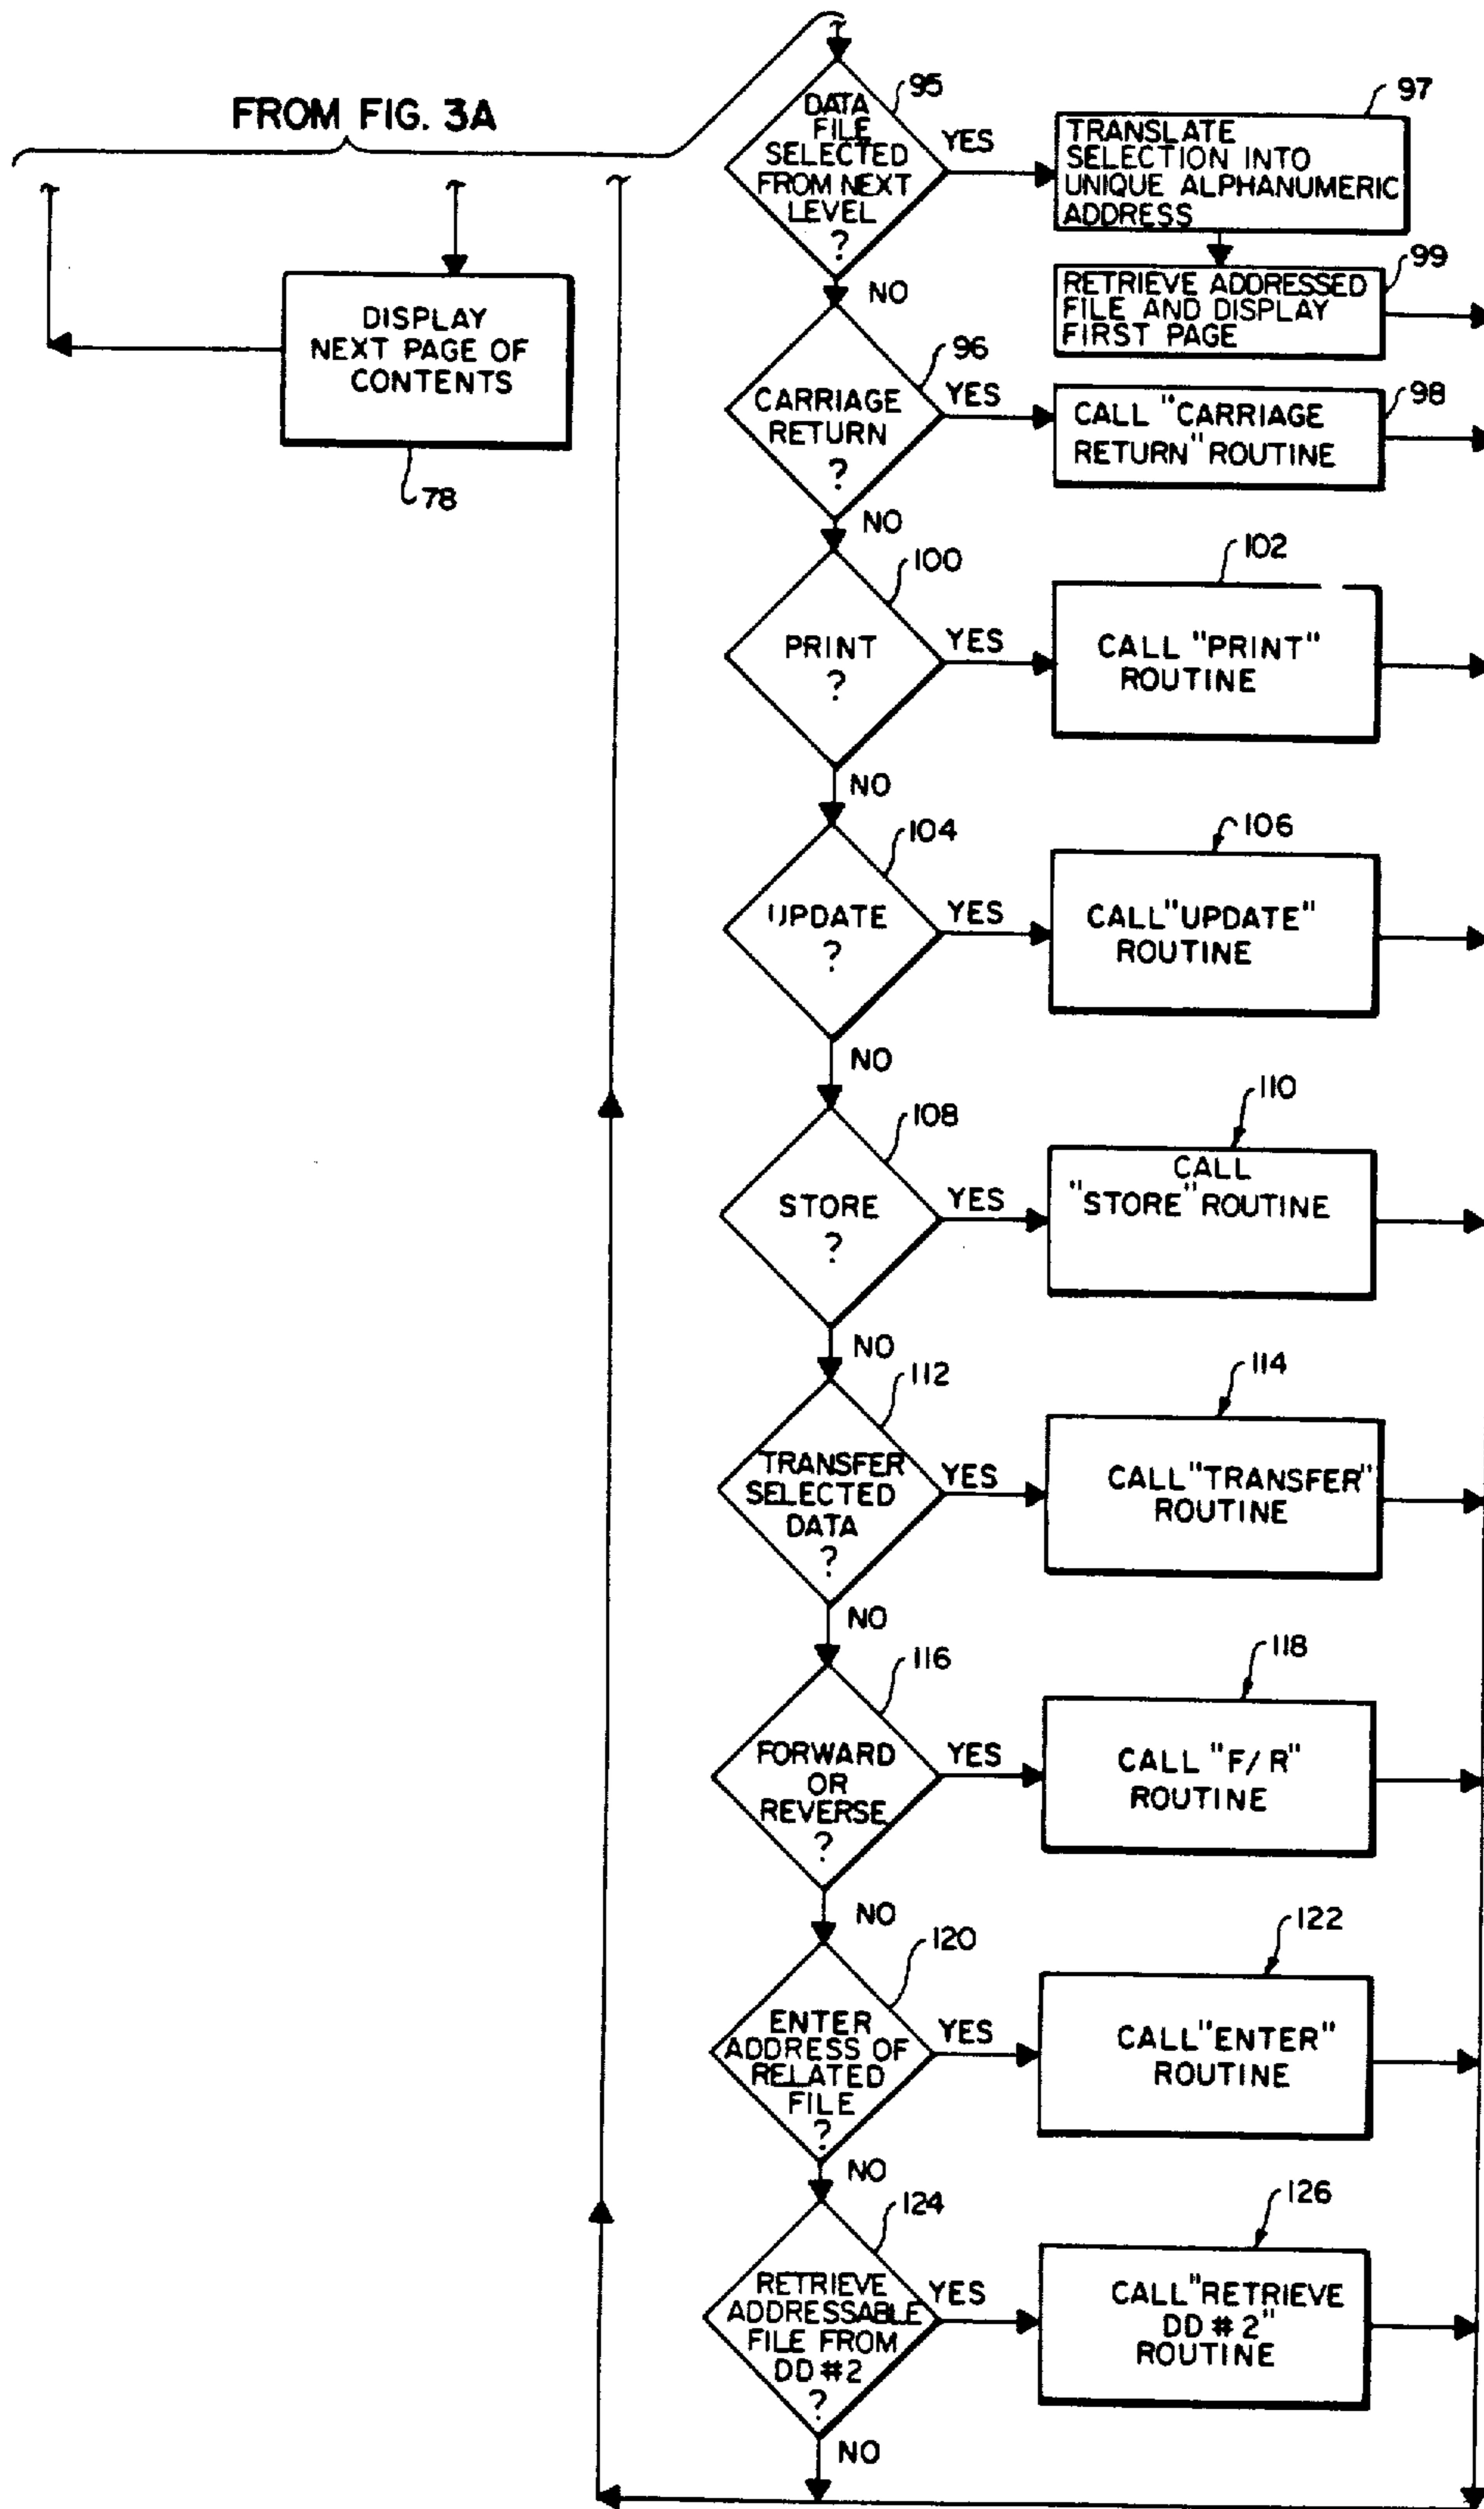 FROM FIG. 3A
DISPLAY
NEXT PAGE OF
CONTENTS
78
DATA
FILE
SELECTED
FROM NEXT
LEVEL
?
95
YES
NO
TRANSLATE
SELECTION INTO
UNIQUE ALPHANUMERIC
ADDRESS
97
RETRIEVE ADDRESSED
FILE AND DISPLAY
FIRST PAGE
99
CARRIAGE
RETURN
?
96
YES
NO
CALL "CARRIAGE
RETURN" ROUTINE
98
PRINT
?
100
YES
NO
CALL "PRINT"
ROUTINE
102
UPDATE
?
104
YES
NO
CALL "UPDATE"
ROUTINE
106
STORE
?
108
YES
NO
CALL
"STORE" ROUTINE
110
TRANSFER
SELECTED
DATA
?
112
YES
NO
CALL "TRANSFER"
ROUTINE
114
FORWARD
OR
REVERSE
?
116
YES
NO
CALL "F/R"
ROUTINE
118
ENTER
ADDRESS OF
RELATED
FILE
?
120
YES
NO
CALL "ENTER"
ROUTINE
122
RETRIEVE
ADDRESSABLE
FILE FROM
DD #2
?
124
YES
NO
CALL "RETRIEVE
DD #2"
ROUTINE
126